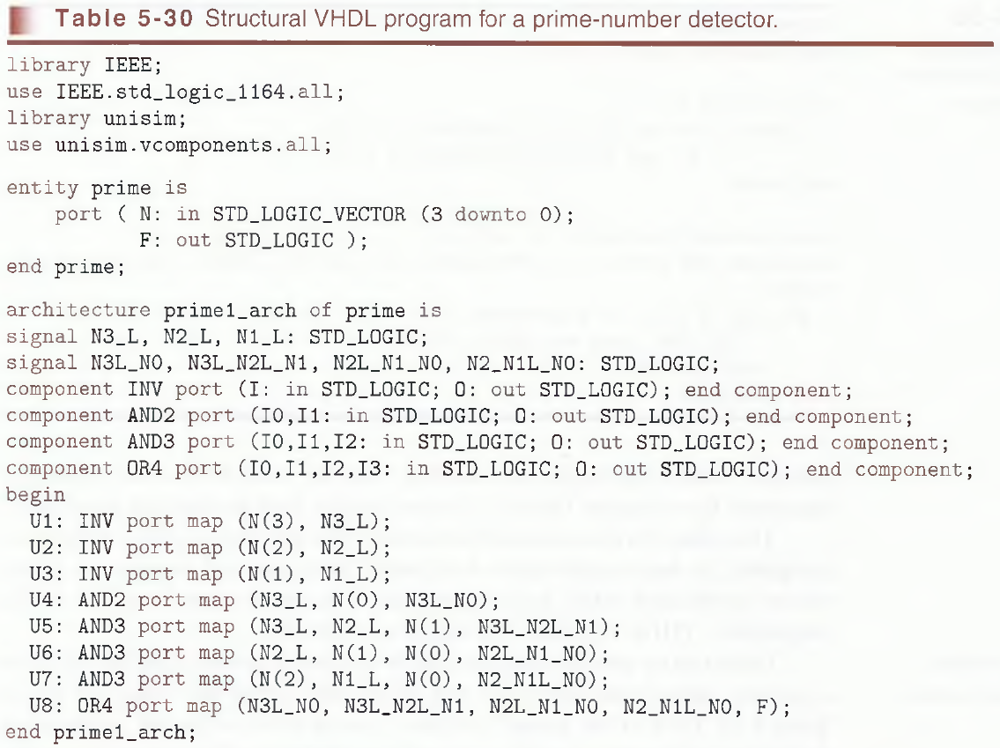 Table 5-30 Structural VHDL program for a prime-number detector.
library IEEE;
use IEEE.std_logic_1164.all;
library unisim;
use unisim.vcomponents.all;
entity prime is
port ( N: in STD_LOGIC_VECTOR (3 downto 0);
F: out STD_LOGIC );
end prime;
architecture prime1_arch of prime is
signal N3_L, N2_L, N1_L: STD_LOGIC;
signal N3L_N0, N3L_N2L_N1, N2L_N1_N0, N2_N1L_N0: STD_LOGIC;
component INV port (I: in STD_LOGIC; O: out STD_LOGIC); end component;
component AND2 port (I0,I1: in STD_LOGIC; O: out STD_LOGIC); end component;
component AND3 port (I0,I1,I2: in STD_LOGIC; O: out STD_LOGIC); end component;
component OR4 port (I0,I1,I2,I3: in STD_LOGIC; O: out STD_LOGIC); end component;
begin
U1: INV port map (N(3), N3_L);
U2: INV port map (N(2), N2_L);
U3: INV port map (N(1), N1_L);
U4: AND2 port map (N3_L, N(0), N3L_N0);
U5: AND3 port map (N3_L, N2_L, N(1), N3L_N2L_N1);
U6: AND3 port map (N2_L, N(1), N(0), N2L_N1_N0);
U7: AND3 port map (N(2), N1_L, N(0), N2_N1L_N0);
U8: OR4 port map (N3L_N0, N3L_N2L_N1, N2L_N1_N0, N2_N1L_N0, F);
end prime1_arch;